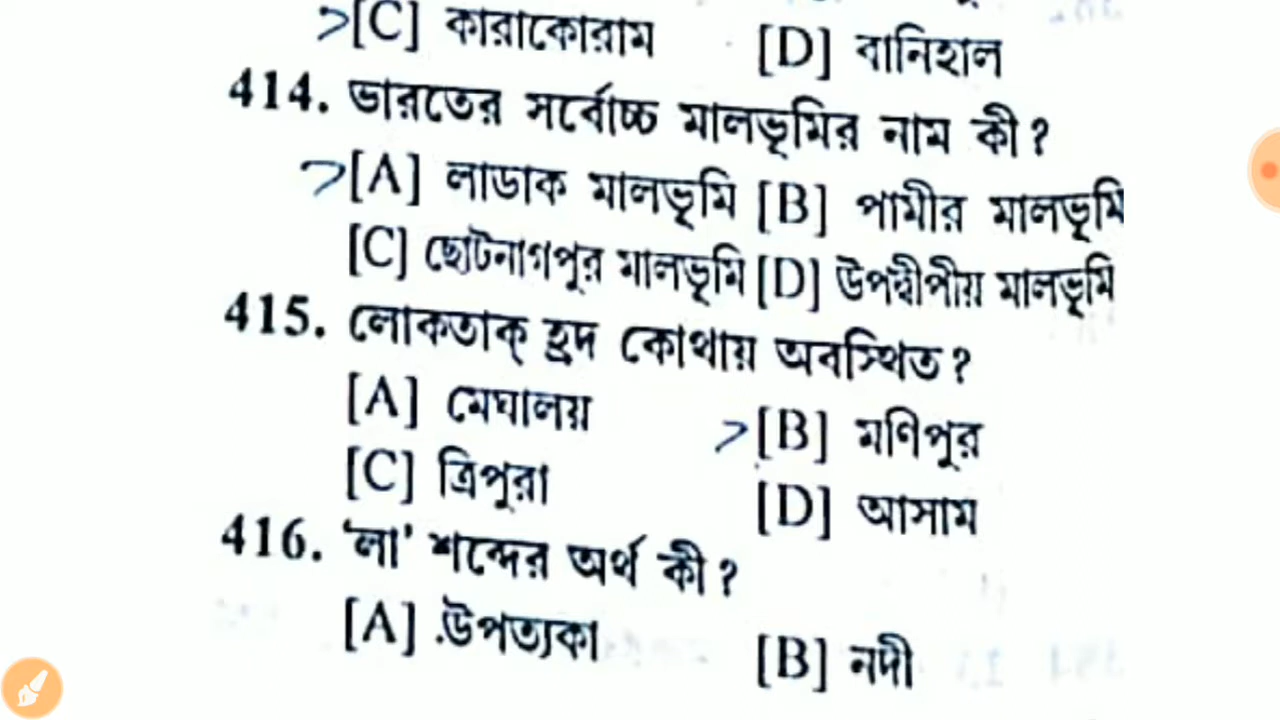 [C] কারাকোরাম [D] বানিহাল
414. ভারতের সর্বোচ্চ মালভূমির নাম কী?
[A] লাডাক মালভূমি [B] পামীর মালভূমি
[C] ছোটনাগপুর মালভূমি [D] উপদ্বীপীয় মালভূমি
415. লোকতাক্ হ্রদ কোথায় অবস্থিত?
[A] মেঘালয় [B] মণিপুর
[C] ত্রিপুরা [D] আসাম
416. 'লা' শব্দের অর্থ কী?
[A] উপত্যকা [B] নদী